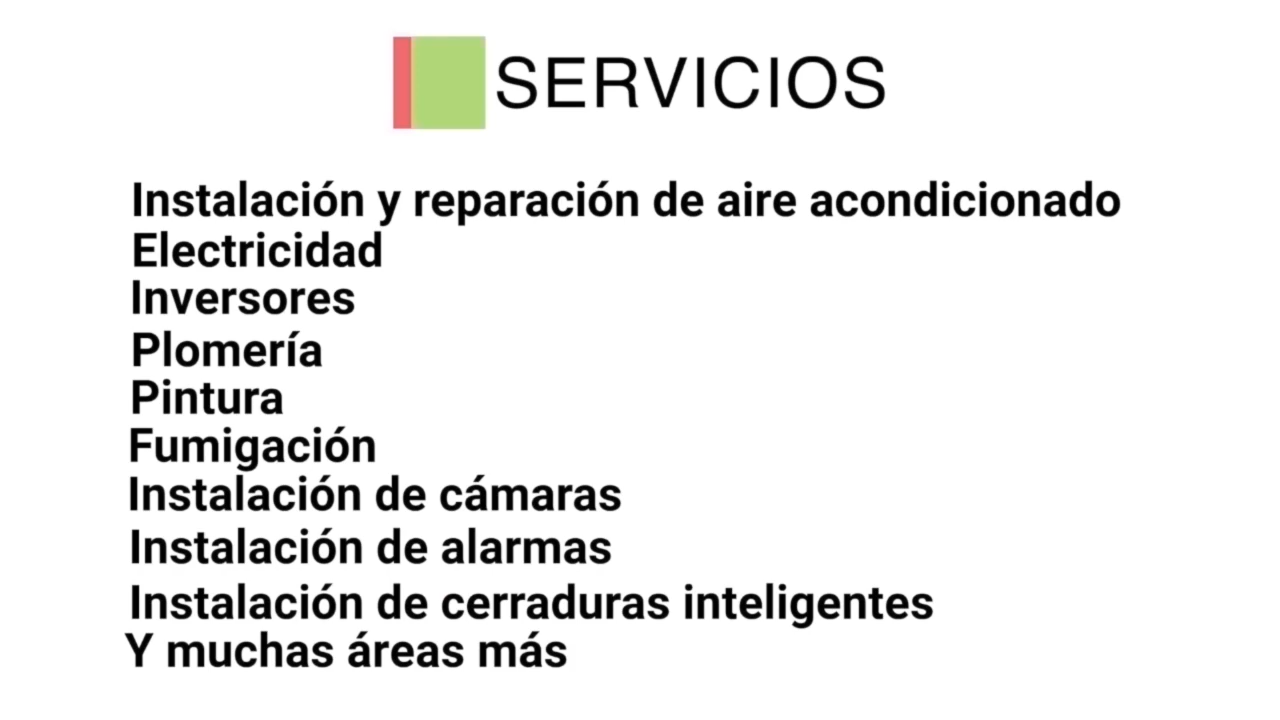 SERVICIOS
Instalación y reparación de aire acondicionado
Electricidad
Inversores
Plomería
Pintura
Fumigación
Instalación de cámaras
Instalación de alarmas
Instalación de cerraduras inteligentes
Y muchas áreas más